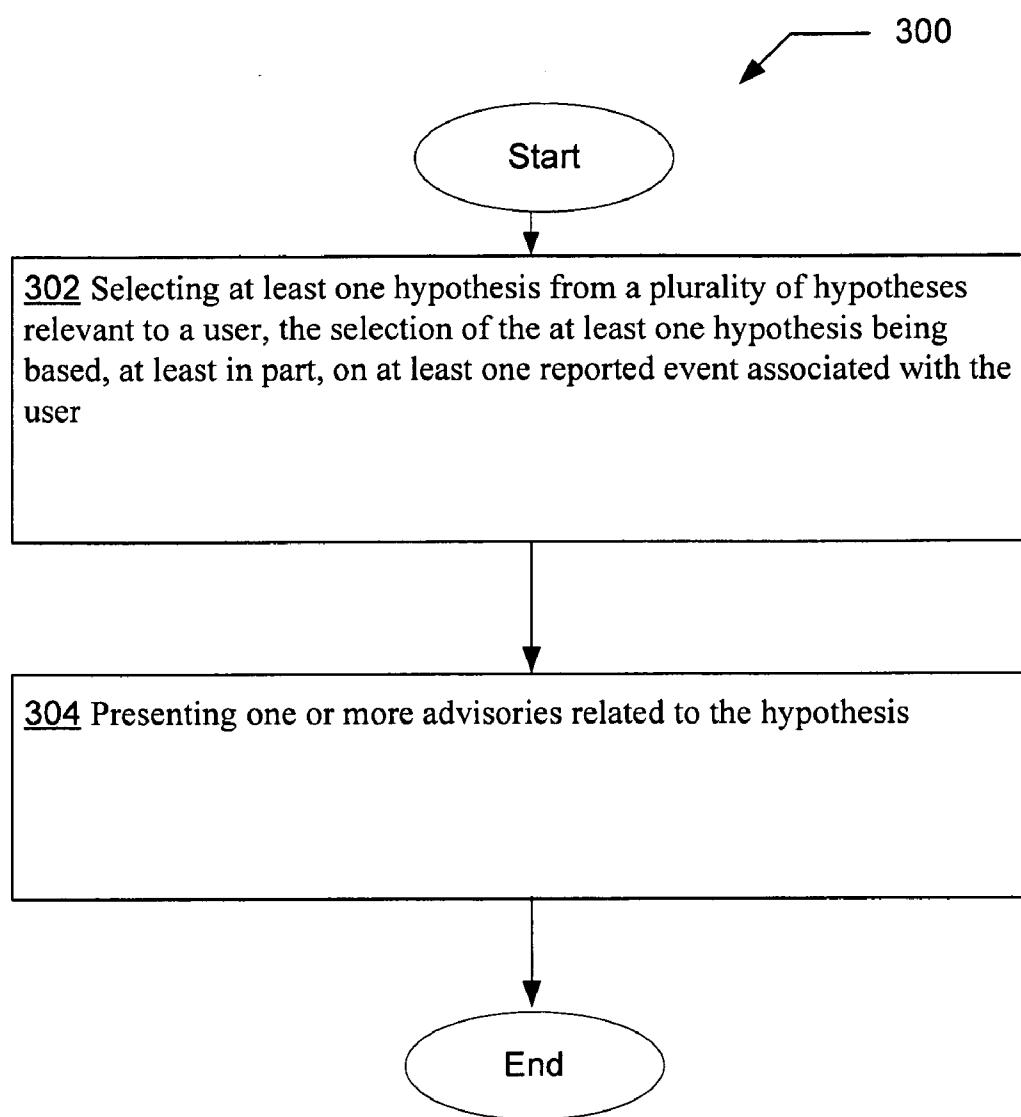 300
Start
302 Selecting at least one hypothesis from a plurality of hypotheses
relevant to a user, the selection of the at least one hypothesis being
based, at least in part, on at least one reported event associated with the
user
304 Presenting one or more advisories related to the hypothesis
End